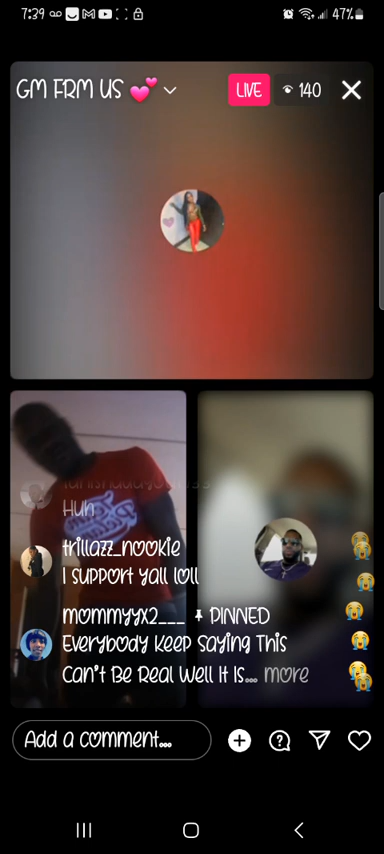 7:39
47%
GM FRM US 💕
LIVE
140
Huh
trillazz_nookie
I support yall loll
mommyyx2___ 📌 PINNED
Everybody Keep Saying This
Can't Be Real Well It Is... more
Add a comment...